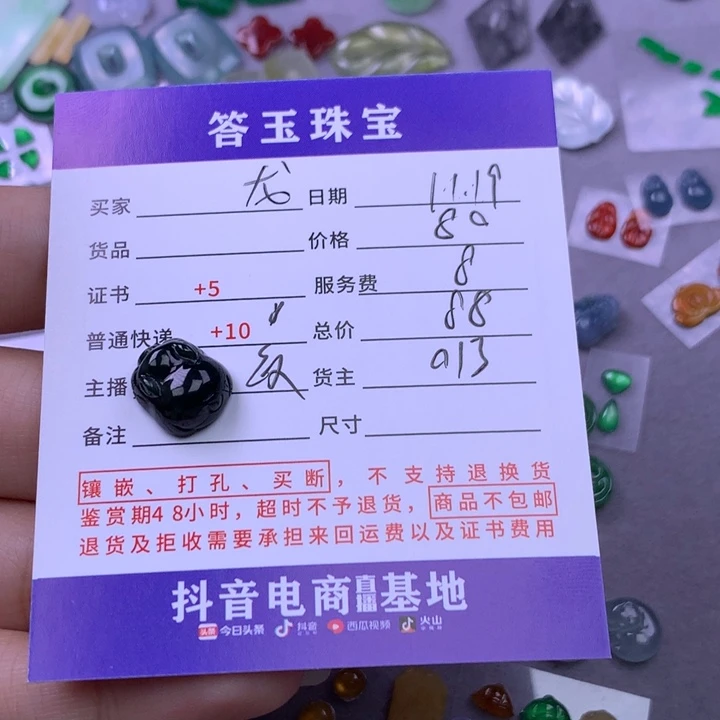 答玉珠宝
买家 龙 日期 11.19
货品 价格 80
证书 +5 服务费 8
普通快递 +10 总价 88
主播 货主 013
备注 尺寸
镶嵌、打孔、买断,不支持退换货
鉴赏期48小时,超时不予退货,商品不包邮
退货及拒收需要承担来回运费以及证书费用
抖音电商直播基地
头条 今日头条 抖音 西瓜视频 火山